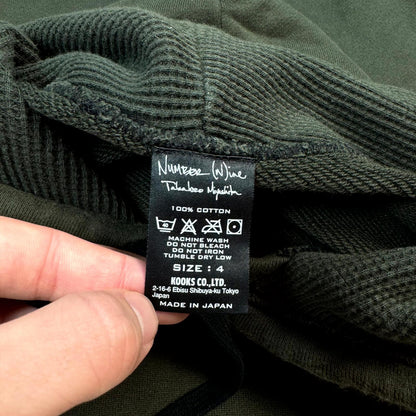 NUMBER (N)ine
Takahiro Miyashita
100% COTTON
40
MACHINE WASH
DO NOT BLEACH
DO NOT IRON
TUMBLE DRY LOW
SIZE : 4
KOOKS CO.,LTD.
2-16-6 Ebisu Shibuya-ku Tokyo
Japan
MADE IN JAPAN